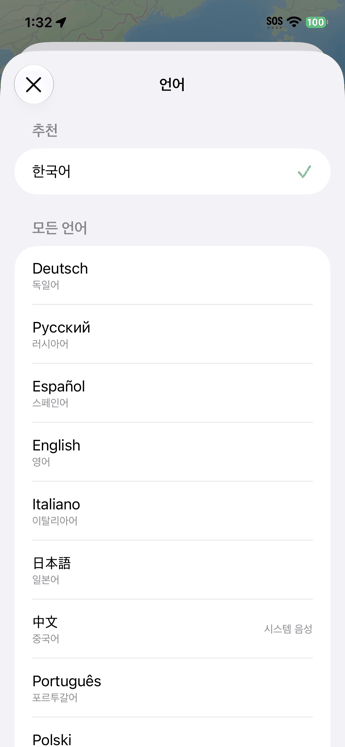 1:32
SOS
100
언어
추천
한국어
모든 언어
Deutsch
독일어
Русский
러시아어
Español
스페인어
English
영어
Italiano
이탈리아어
日本語
일본어
中文
중국어
시스템 음성
Português
포르투갈어
Polski